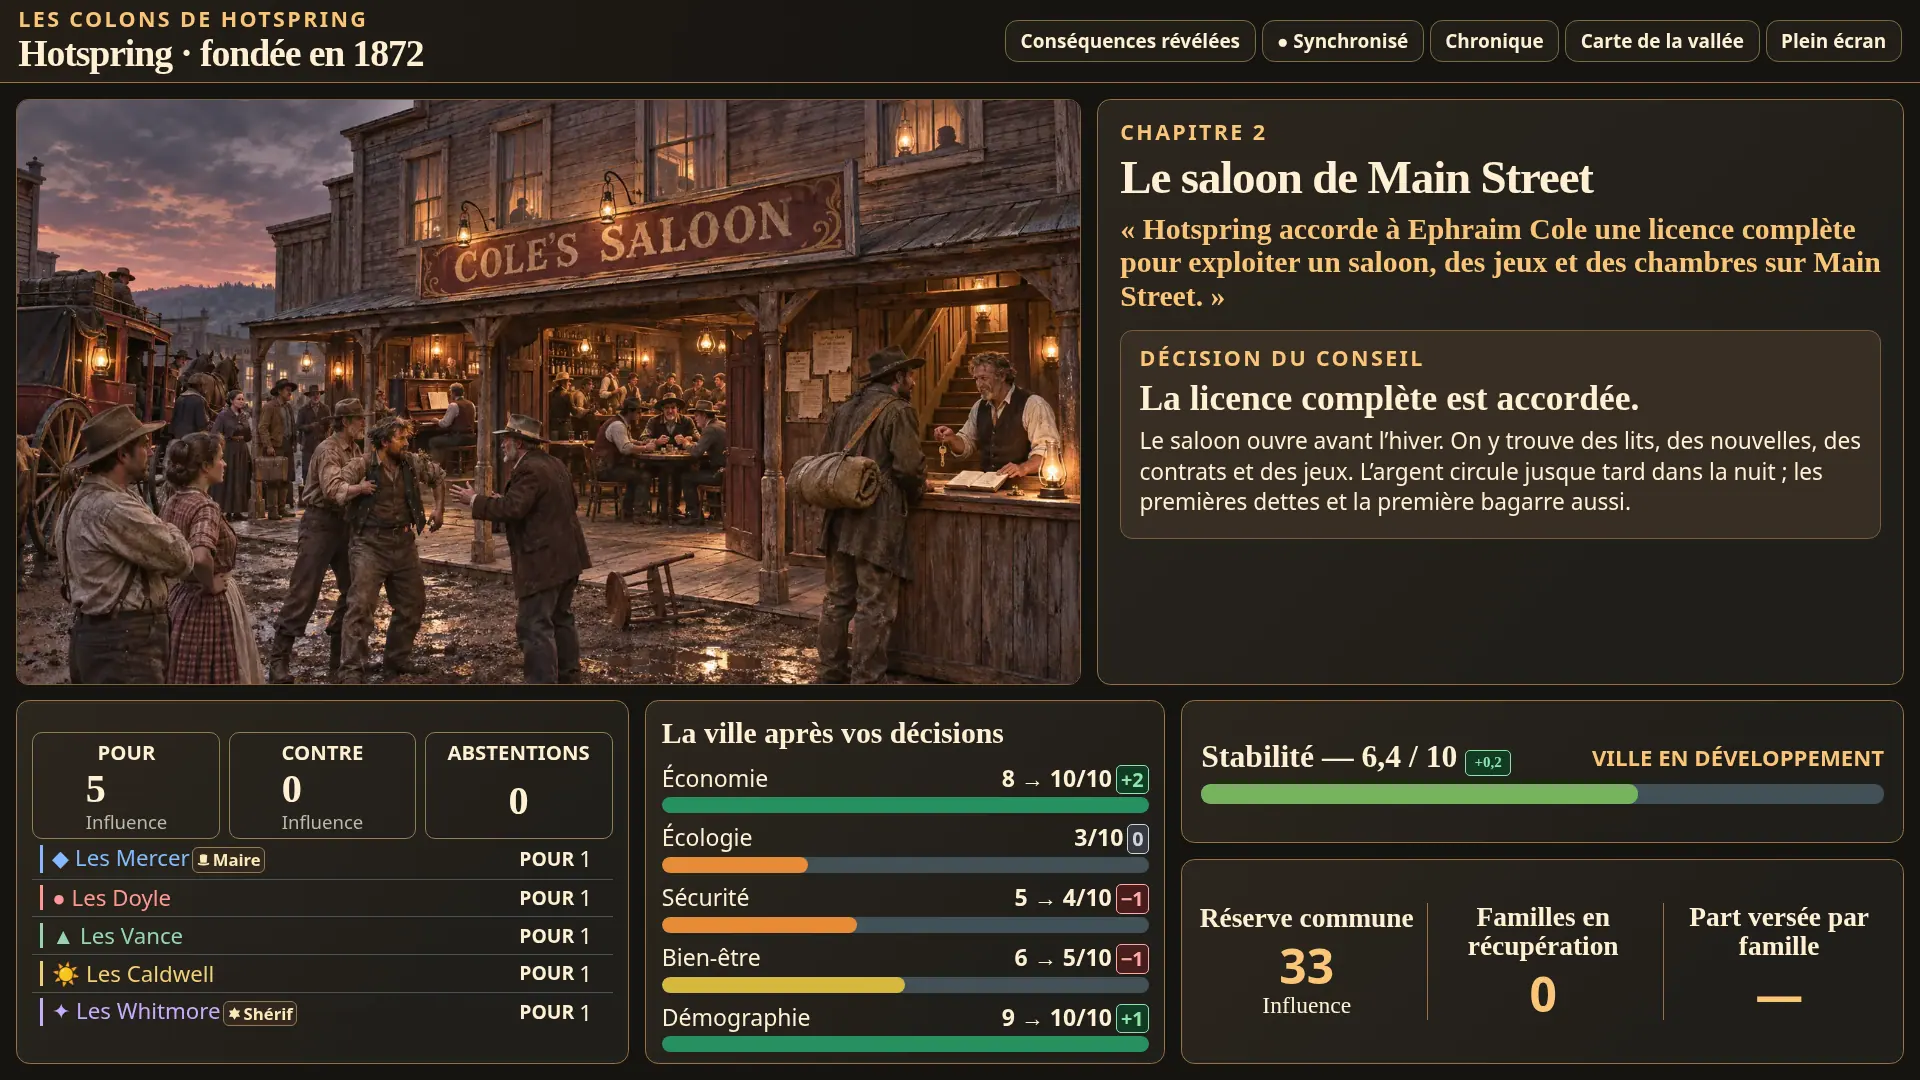 LES COLONS DE HOTSPRING
Hotspring · fondée en 1872
Conséquences révélées
● Synchronisé
Chronique
Carte de la vallée
Plein écran
COLE'S SALOON
CHAPITRE 2
Le saloon de Main Street
« Hotspring accorde à Ephraim Cole une licence complète
pour exploiter un saloon, des jeux et des chambres sur Main
Street. »
DÉCISION DU CONSEIL
La licence complète est accordée.
Le saloon ouvre avant l’hiver. On y trouve des lits, des nouvelles, des
contrats et des jeux. L’argent circule jusque tard dans la nuit ; les
premières dettes et la première bagarre aussi.
POUR
5
Influence
CONTRE
0
Influence
ABSTENTIONS
0
◆ Les Mercer Maire POUR 1
● Les Doyle POUR 1
▲ Les Vance POUR 1
☀ Les Caldwell POUR 1
✦ Les Whitmore Shérif POUR 1
La ville après vos décisions
Économie 8 → 10/10 +2
Écologie 3/10 0
Sécurité 5 → 4/10 −1
Bien-être 6 → 5/10 −1
Démographie 9 → 10/10 +1
Stabilité — 6,4 / 10 +0,2 VILLE EN DÉVELOPPEMENT
Réserve commune
33
Influence
Familles en
récupération
0
Part versée par
famille
—